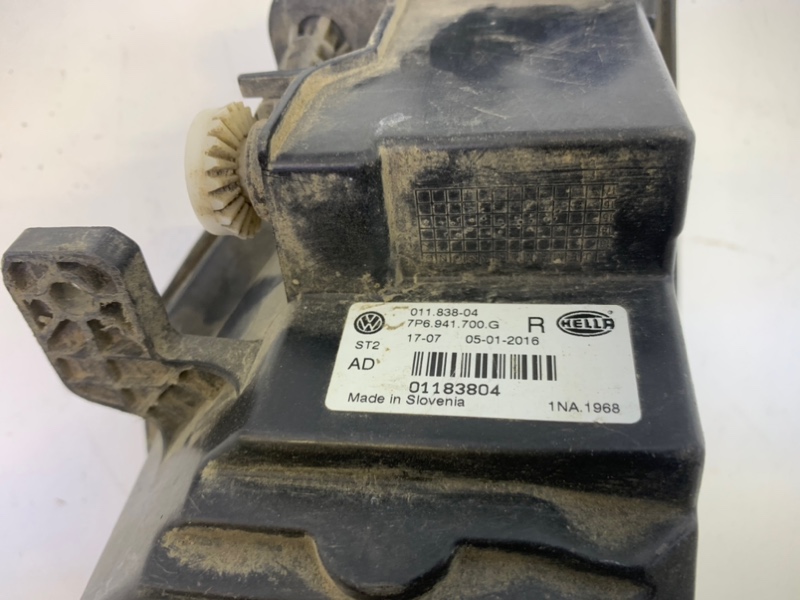 011.838-04
7P6.941.700.G R HELLA
ST2 17-07 05-01-2016
AD
01183804
Made in Slovenia 1NA.1968